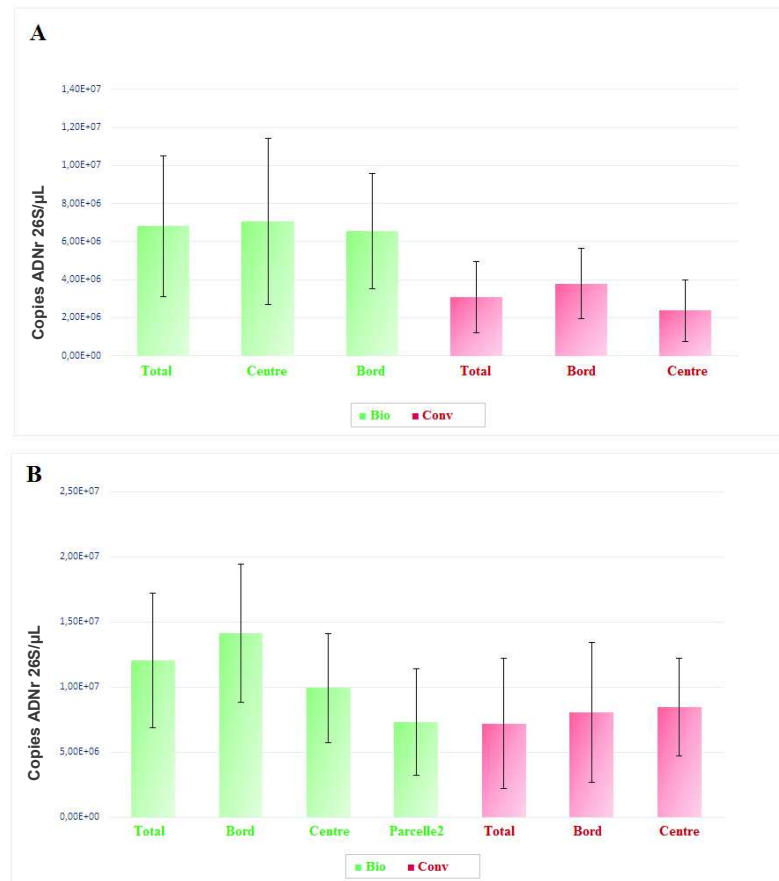 A
Copies ADNr 26S/µL
1,40E+07
1,20E+07
1,00E+07
8,00E+06
6,00E+06
4,00E+06
2,00E+06
0,00E+00
Total Centre Bord Total Bord Centre
Bio Conv
B
Copies ADNr 26S/µL
2,50E+07
2,00E+07
1,50E+07
1,00E+07
5,00E+06
0,00E+00
Total Bord Centre Parcelle2 Total Bord Centre
Bio Conv